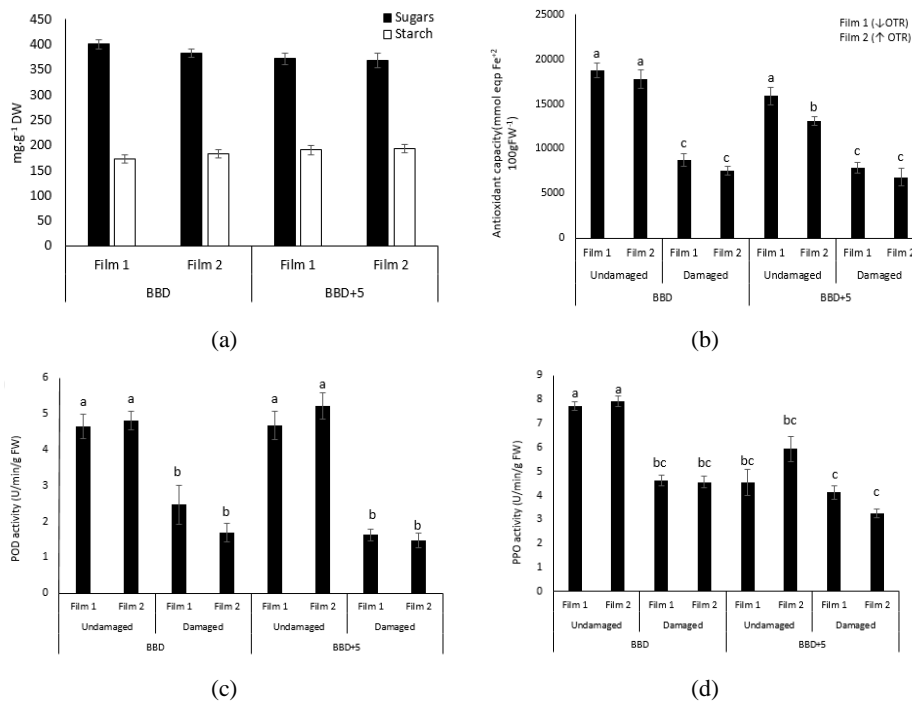 450
400
350
300
250
200
150
100
50
0
mg.g⁻¹ DW
Sugars
Starch
Film 1 Film 2 Film 1 Film 2
BBD BBD+5
(a)
25000
20000
15000
10000
5000
0
Antioxidant capacity(mmol eqp Fe⁺²
100gFW⁻¹)
Film 1 (↓OTR)
Film 2 (↑ OTR)
a a c c a b c c
Film 1 Film 2 Film 1 Film 2 Film 1 Film 2 Film 1 Film 2
Undamaged Damaged Undamaged Damaged
BBD BBD+5
(b)
6
5
4
3
2
1
0
POD activity (U/min/g FW)
a a b b a a b b
Film 1 Film 2 Film 1 Film 2 Film 1 Film 2 Film 1 Film 2
Undamaged Damaged Undamaged Damaged
BBD BBD+5
(c)
9
8
7
6
5
4
3
2
1
0
PPO activity (U/min/g FW)
a a bc bc bc bc c c
Film 1 Film 2 Film 1 Film 2 Film 1 Film 2 Film 1 Film 2
Undamaged Damaged Undamaged Damaged
BBD BBD+5
(d)